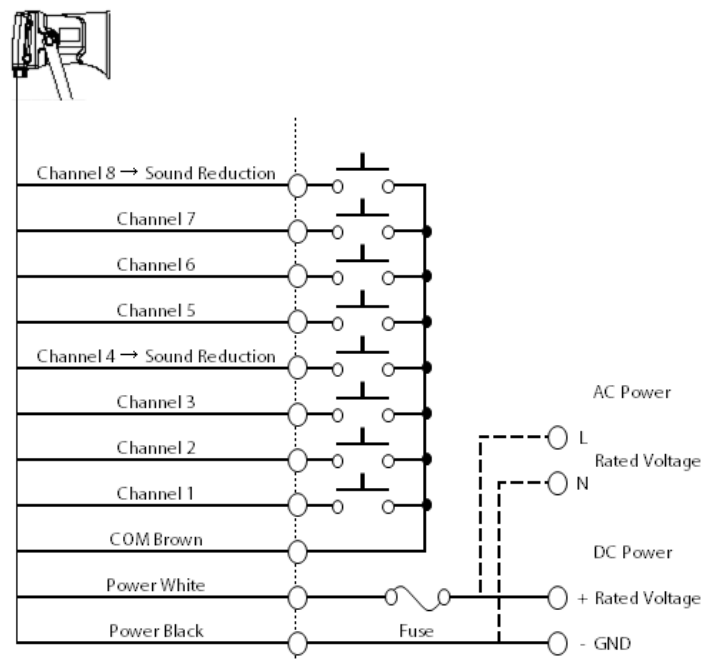 Channel 8 → Sound Reduction
Channel 7
Channel 6
Channel 5
Channel 4 → Sound Reduction
Channel 3
AC Power
L
Channel 2
Rated Voltage
N
Channel 1
COM Brown
DC Power
Power White
+ Rated Voltage
Power Black
Fuse
- GND